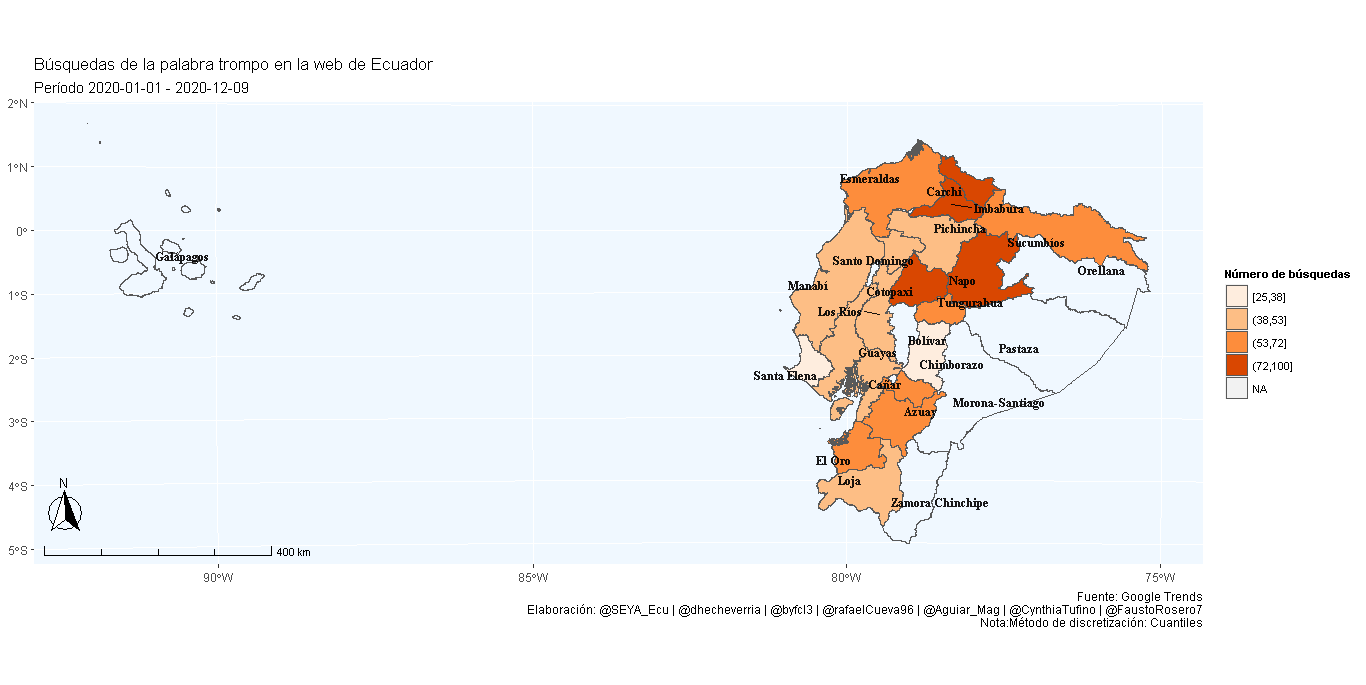 Búsquedas de la palabra trompo en la web de Ecuador
Período 2020-01-01 - 2020-12-09
2°N
1°N
0°
1°S
2°S
3°S
4°S
5°S
90°W
85°W
80°W
75°W
Esmeraldas
Carchi
Imbabura
Pichincha
Sucumbíos
Santo Domingo
Orellana
Galápagos
Napo
Manabí
Cotopaxi
Tungurahua
Los Ríos
Bolívar
Pastaza
Guayas
Chimborazo
Santa Elena
Cañar
Morona-Santiago
Azuay
El Oro
Loja
Zamora Chinchipe
N
400 km
Número de búsquedas
[25,38]
(38,53]
(53,72]
(72,100]
NA
Fuente: Google Trends
Elaboración: @SEYA_Ecu | @dhecheverria | @byfcl3 | @rafaelCueva96 | @Aguiar_Mag | @CynthiaTufino | @FaustoRosero7
Nota:Método de discretización: Cuantiles